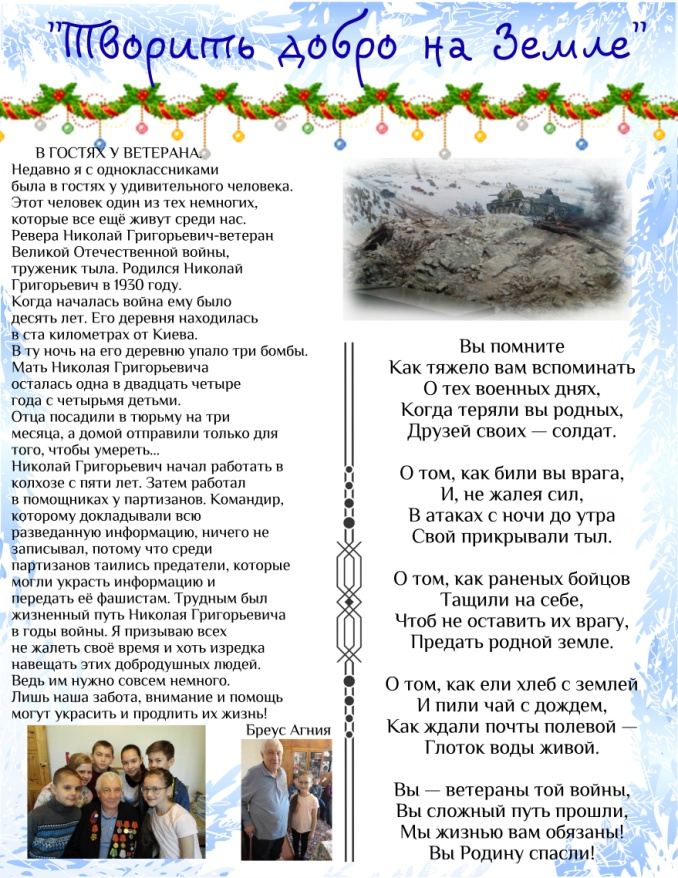 "Творить добро на Земле"
В ГОСТЯХ У ВЕТЕРАНА.
Недавно я с одноклассниками
была в гостях у удивительного человека.
Этот человек один из тех немногих,
которые все ещё живут среди нас.
Ревера Николай Григорьевич-ветеран
Великой Отечественной войны,
труженик тыла. Родился Николай
Григорьевич в 1930 году.
Когда началась война ему было
десять лет. Его деревня находилась
в ста километрах от Киева.
В ту ночь на его деревню упало три бомбы.
Мать Николая Григорьевича
осталась одна в двадцать четыре
года с четырьмя детьми.
Отца посадили в тюрьму на три
месяца, а домой отправили только для
того, чтобы умереть...
Николай Григорьевич начал работать в
колхозе с пяти лет. Затем работал
в помощниках у партизанов. Командир,
которому докладывали всю
разведанную информацию, ничего не
записывал, потому что среди
партизанов таились предатели, которые
могли украсть информацию и
передать её фашистам. Трудным был
жизненный путь Николая Григорьевича
в годы войны. Я призываю всех
не жалеть своё время и хоть изредка
навещать этих добродушных людей.
Ведь им нужно совсем немного.
Лишь наша забота, внимание и помощь
могут украсить и продлить их жизнь!
Бреус Агния
Вы помните
Как тяжело вам вспоминать
О тех военных днях,
Когда теряли вы родных,
Друзей своих — солдат.
О том, как били вы врага,
И, не жалея сил,
В атаках с ночи до утра
Свой прикрывали тыл.
О том, как раненых бойцов
Тащили на себе,
Чтоб не оставить их врагу,
Предать родной земле.
О том, как ели хлеб с землей
И пили чай с дождем,
Как ждали почты полевой —
Глоток воды живой.
Вы — ветераны той войны,
Вы сложный путь прошли,
Мы жизнью вам обязаны!
Вы Родину спасли!